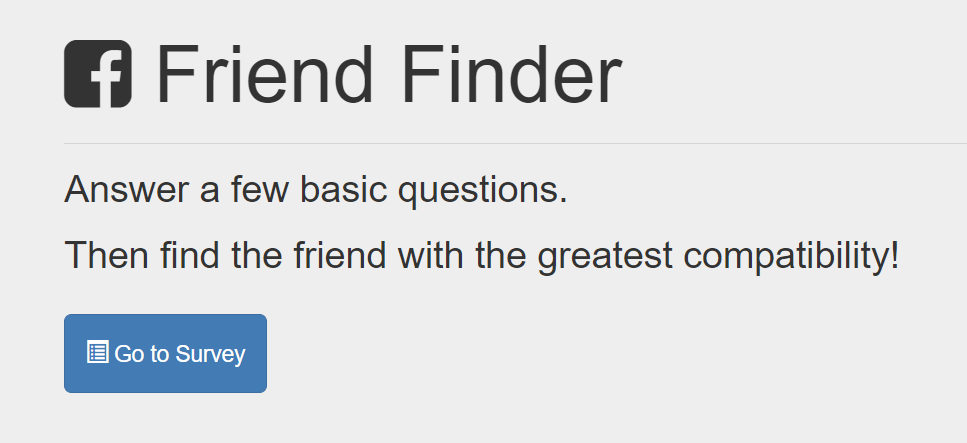 Friend Finder
Answer a few basic questions.
Then find the friend with the greatest compatibility!
Go to Survey